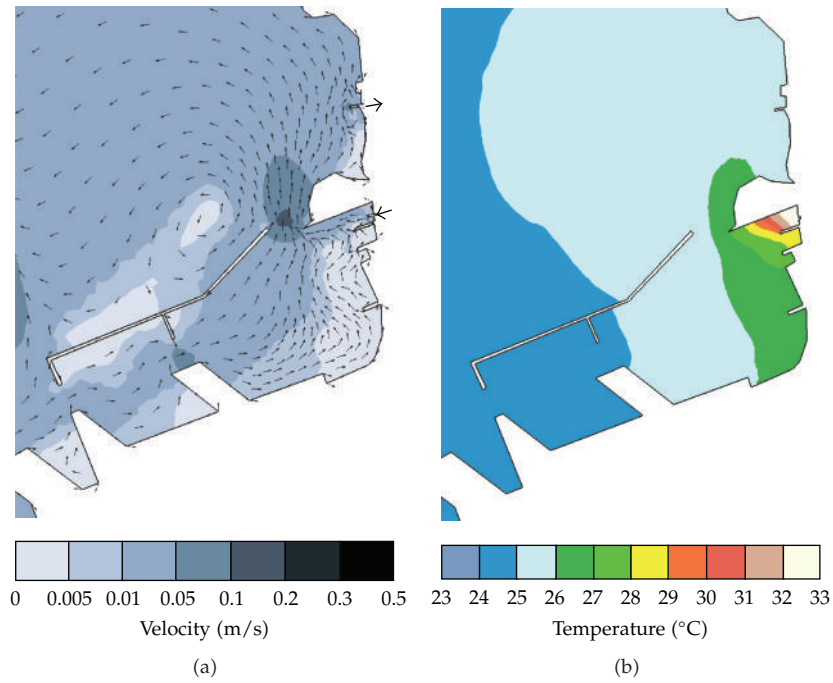 0 0.005 0.01 0.05 0.1 0.2 0.3 0.5
Velocity (m/s)
(a)
23 24 25 26 27 28 29 30 31 32 33
Temperature (°C)
(b)